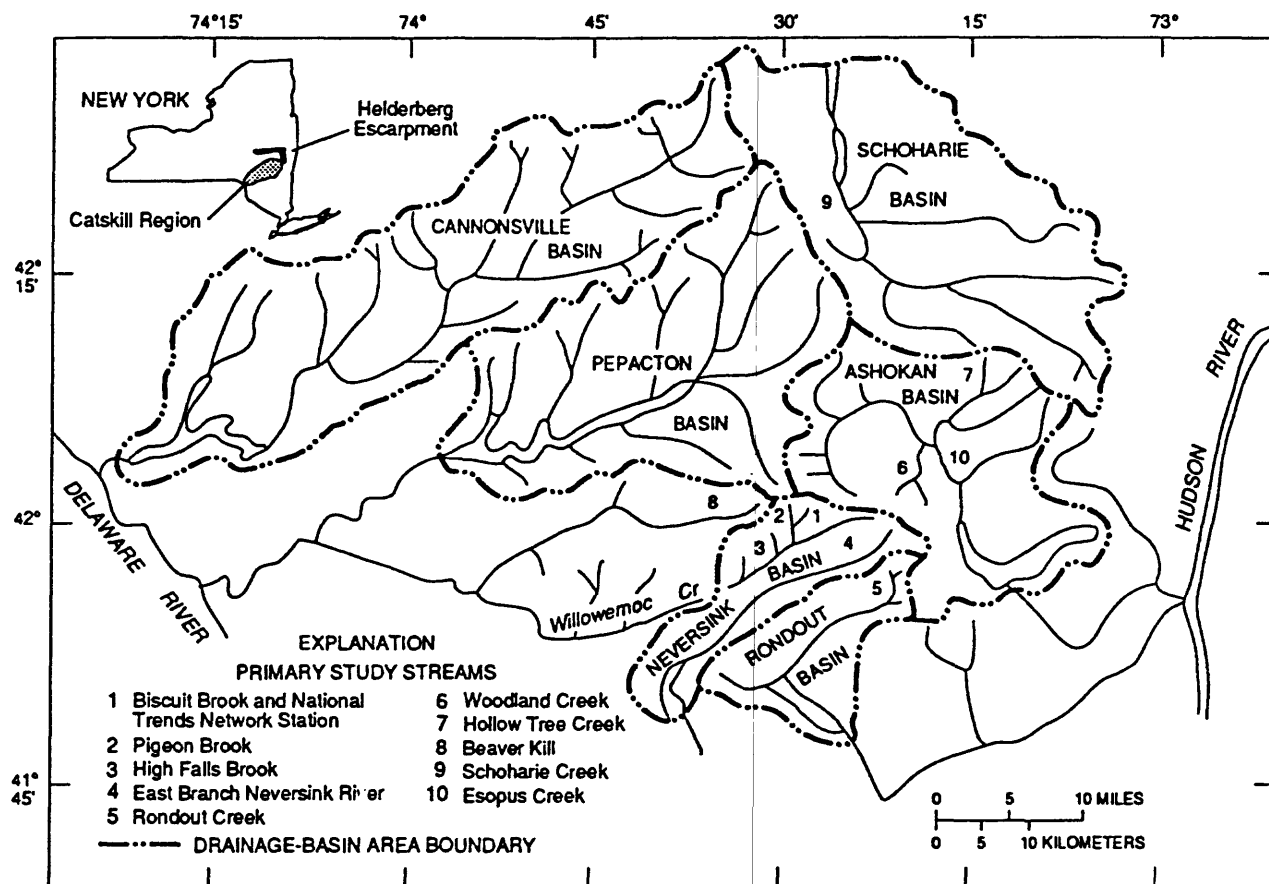 74°15'
74°
45'
30'
15'
73°
NEW YORK
Helderberg
Escarpment
Catskill Region
SCHOHARIE
BASIN
9
CANNONSVILLE
BASIN
42°
15'
PEPACTON
BASIN
ASHOKAN
BASIN
7
6
10
HUDSON RIVER
DELAWARE RIVER
42°
8
2
1
3
4
BASIN
NEVERSINK
5
RONDOUT
BASIN
Willowemoc Cr
EXPLANATION
PRIMARY STUDY STREAMS
1 Biscuit Brook and National
Trends Network Station
2 Pigeon Brook
3 High Falls Brook
4 East Branch Neversink River
5 Rondout Creek
6 Woodland Creek
7 Hollow Tree Creek
8 Beaver Kill
9 Schoharie Creek
10 Esopus Creek
DRAINAGE-BASIN AREA BOUNDARY
41°
45'
0 5 10 MILES
0 5 10 KILOMETERS